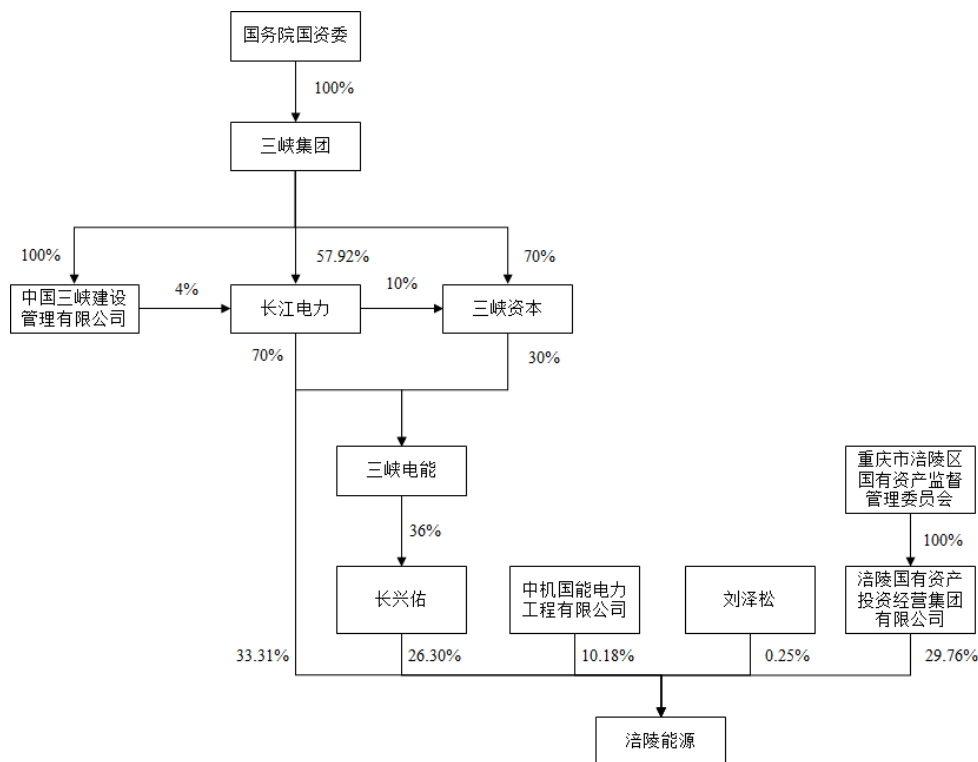 国务院国资委
100%
三峡集团
100%
57.92%
70%
中国三峡建设
管理有限公司
4%
长江电力
10%
三峡资本
70%
30%
三峡电能
重庆市涪陵区
国有资产监督
管理委员会
36%
100%
长兴佑
中机国能电力
工程有限公司
刘泽松
涪陵国有资产
投资经营集团
有限公司
33.31%
26.30%
10.18%
0.25%
29.76%
涪陵能源